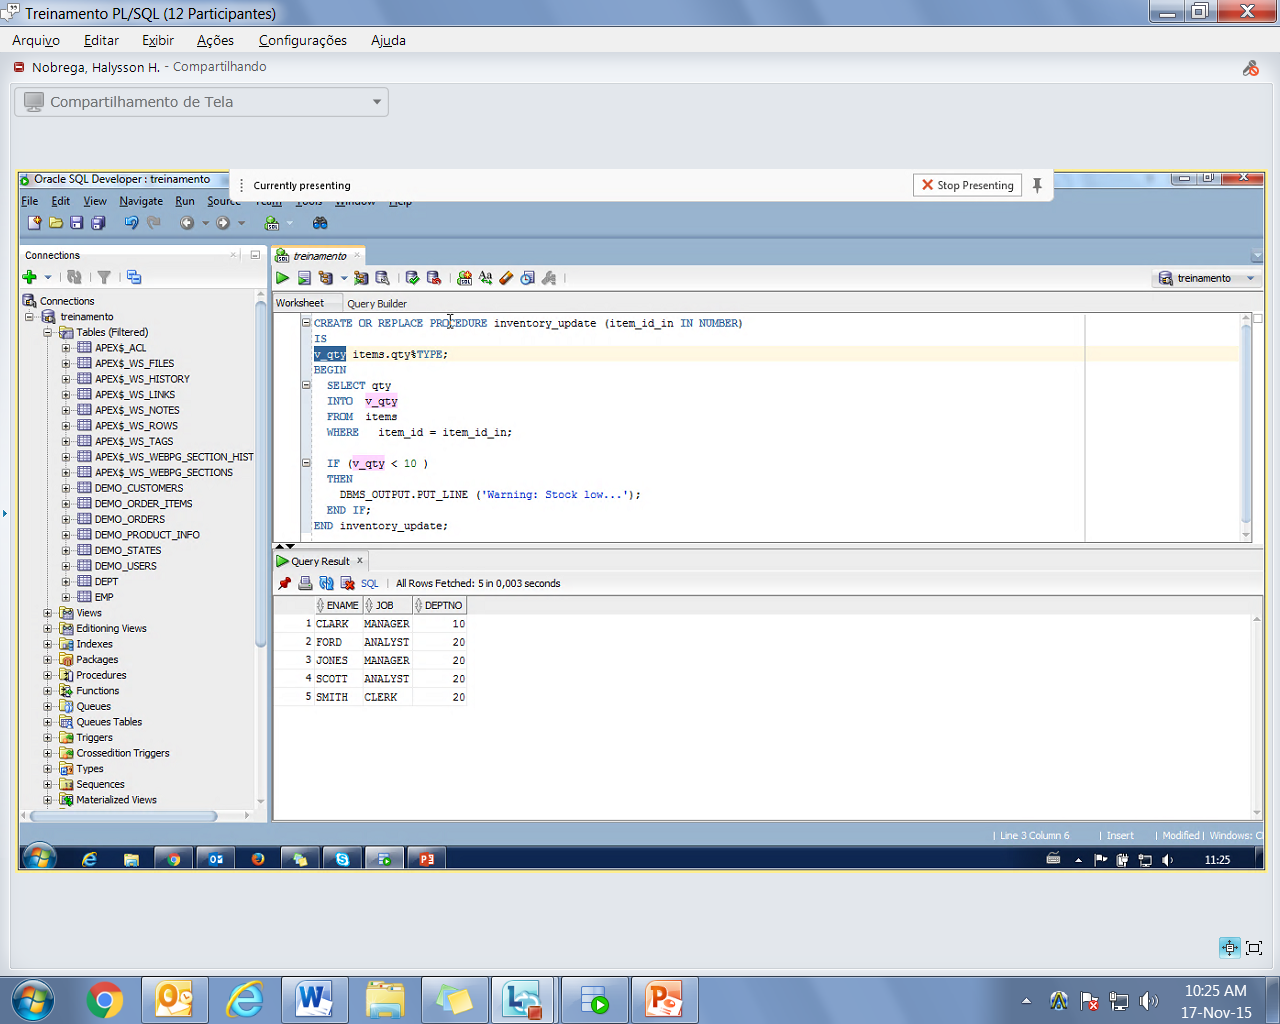 Treinamento PL/SQL (12 Participantes)
Arquivo Editar Exibir Ações Configurações Ajuda
Nobrega, Halysson H. - Compartilhando
Compartilhamento de Tela
Oracle SQL Developer : treinamento
Currently presenting
Stop Presenting
File Edit View Navigate Run Source Team Tools Window Help
Connections
treinamento
treinamento
Worksheet Query Builder
Connections
treinamento
Tables (Filtered)
APEX$_ACL
APEX$_WS_FILES
APEX$_WS_HISTORY
APEX$_WS_LINKS
APEX$_WS_NOTES
APEX$_WS_ROWS
APEX$_WS_TAGS
APEX$_WS_WEBPG_SECTION_HIST
APEX$_WS_WEBPG_SECTIONS
DEMO_CUSTOMERS
DEMO_ORDER_ITEMS
DEMO_ORDERS
DEMO_PRODUCT_INFO
DEMO_STATES
DEMO_USERS
DEPT
EMP
Views
Editioning Views
Indexes
Packages
Procedures
Functions
Queues
Queues Tables
Triggers
Crossedition Triggers
Types
Sequences
Materialized Views
CREATE OR REPLACE PROCEDURE inventory_update (item_id_in IN NUMBER)
IS
v_qty items.qty%TYPE;
BEGIN
SELECT qty
INTO v_qty
FROM items
WHERE item_id = item_id_in;
IF (v_qty < 10 )
THEN
DBMS_OUTPUT.PUT_LINE ('Warning: Stock low...');
END IF;
END inventory_update;
Query Result
SQL All Rows Fetched: 5 in 0,003 seconds
ENAME JOB DEPTNO
1 CLARK MANAGER 10
2 FORD ANALYST 20
3 JONES MANAGER 20
4 SCOTT ANALYST 20
5 SMITH CLERK 20
Line 3 Column 6 | Insert | Modified | Windows: C
11:25
10:25 AM
17-Nov-15